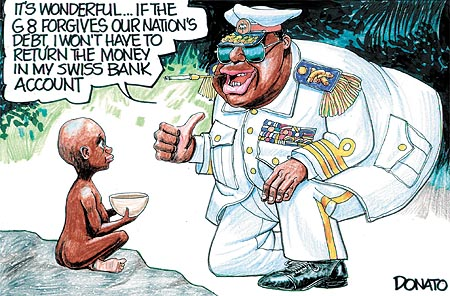 IT'S WONDERFUL... IF THE
G8 FORGIVES OUR NATION'S
DEBT, I WON'T HAVE TO
RETURN THE MONEY
IN MY SWISS BANK
ACCOUNT
DONATO